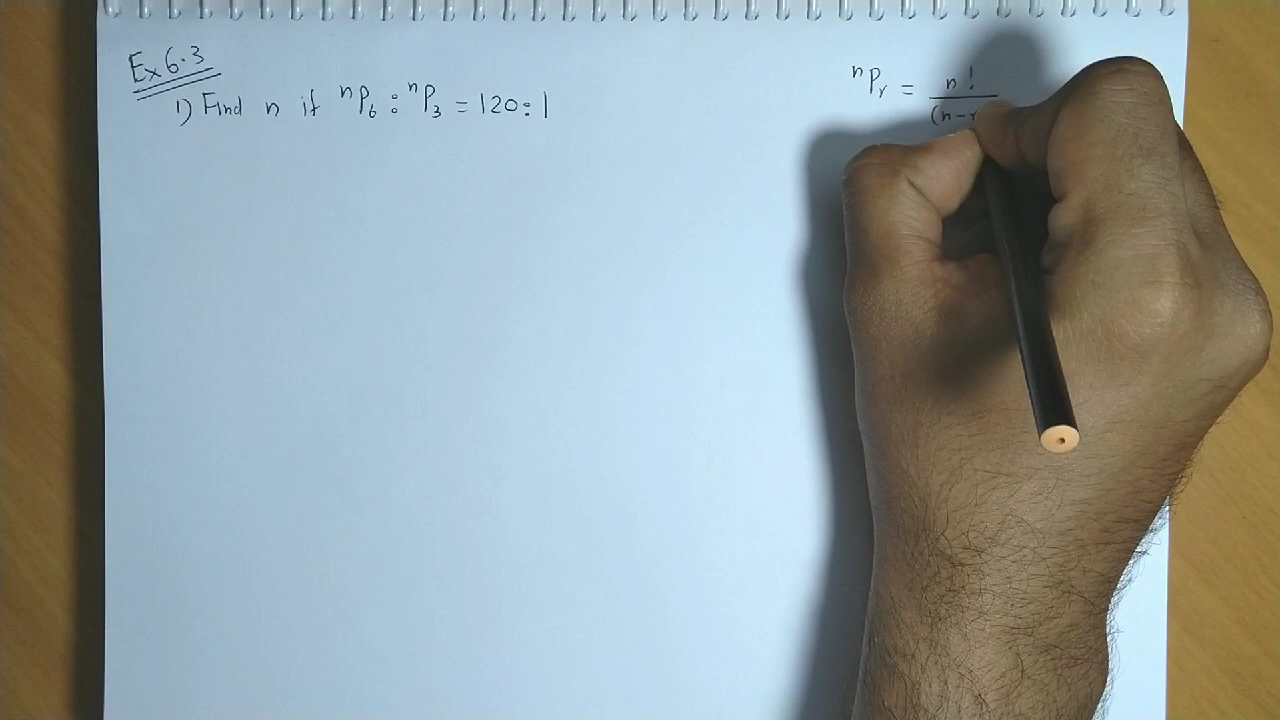 Ex 6.3
1) Find n if ⁿP₆ : ⁿP₃ = 120 : 1
ⁿPᵣ = n! / (n-r